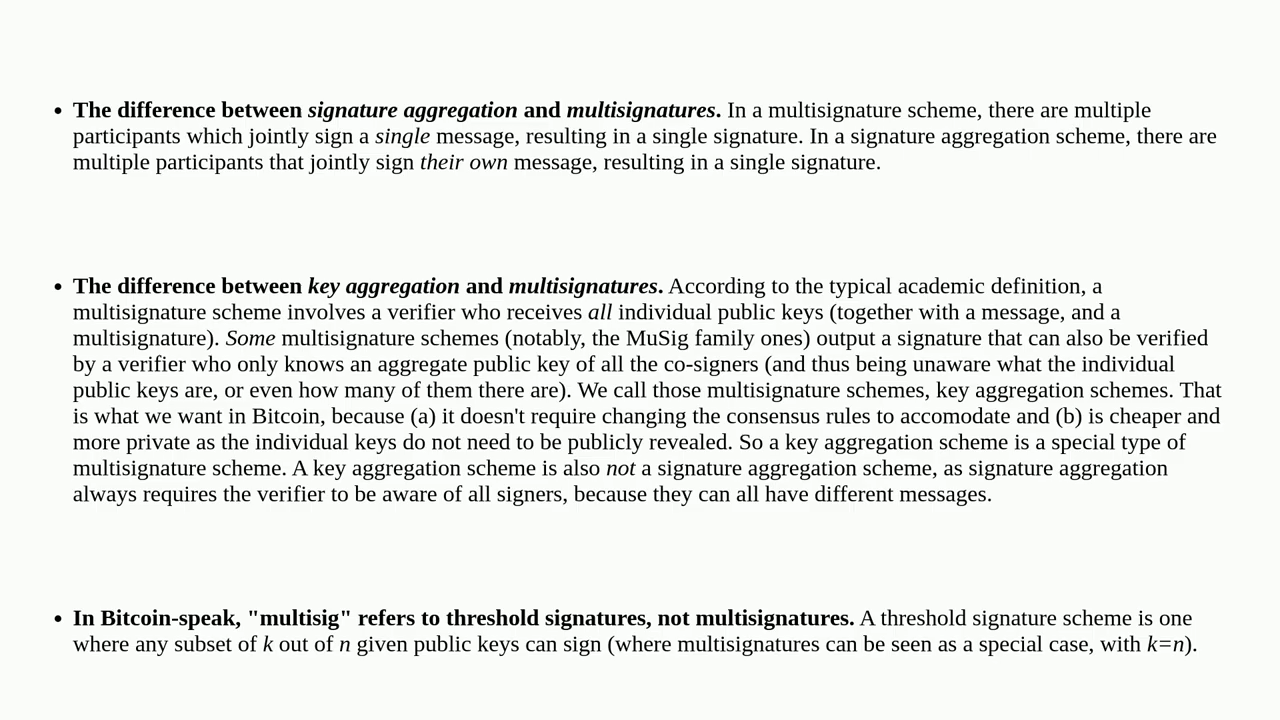 • The difference between signature aggregation and multisignatures. In a multisignature scheme, there are multiple
participants which jointly sign a single message, resulting in a single signature. In a signature aggregation scheme, there are
multiple participants that jointly sign their own message, resulting in a single signature.
• The difference between key aggregation and multisignatures. According to the typical academic definition, a
multisignature scheme involves a verifier who receives all individual public keys (together with a message, and a
multisignature). Some multisignature schemes (notably, the MuSig family ones) output a signature that can also be verified
by a verifier who only knows an aggregate public key of all the co-signers (and thus being unaware what the individual
public keys are, or even how many of them there are). We call those multisignature schemes, key aggregation schemes. That
is what we want in Bitcoin, because (a) it doesn't require changing the consensus rules to accomodate and (b) is cheaper and
more private as the individual keys do not need to be publicly revealed. So a key aggregation scheme is a special type of
multisignature scheme. A key aggregation scheme is also not a signature aggregation scheme, as signature aggregation
always requires the verifier to be aware of all signers, because they can all have different messages.
• In Bitcoin-speak, "multisig" refers to threshold signatures, not multisignatures. A threshold signature scheme is one
where any subset of k out of n given public keys can sign (where multisignatures can be seen as a special case, with k=n).